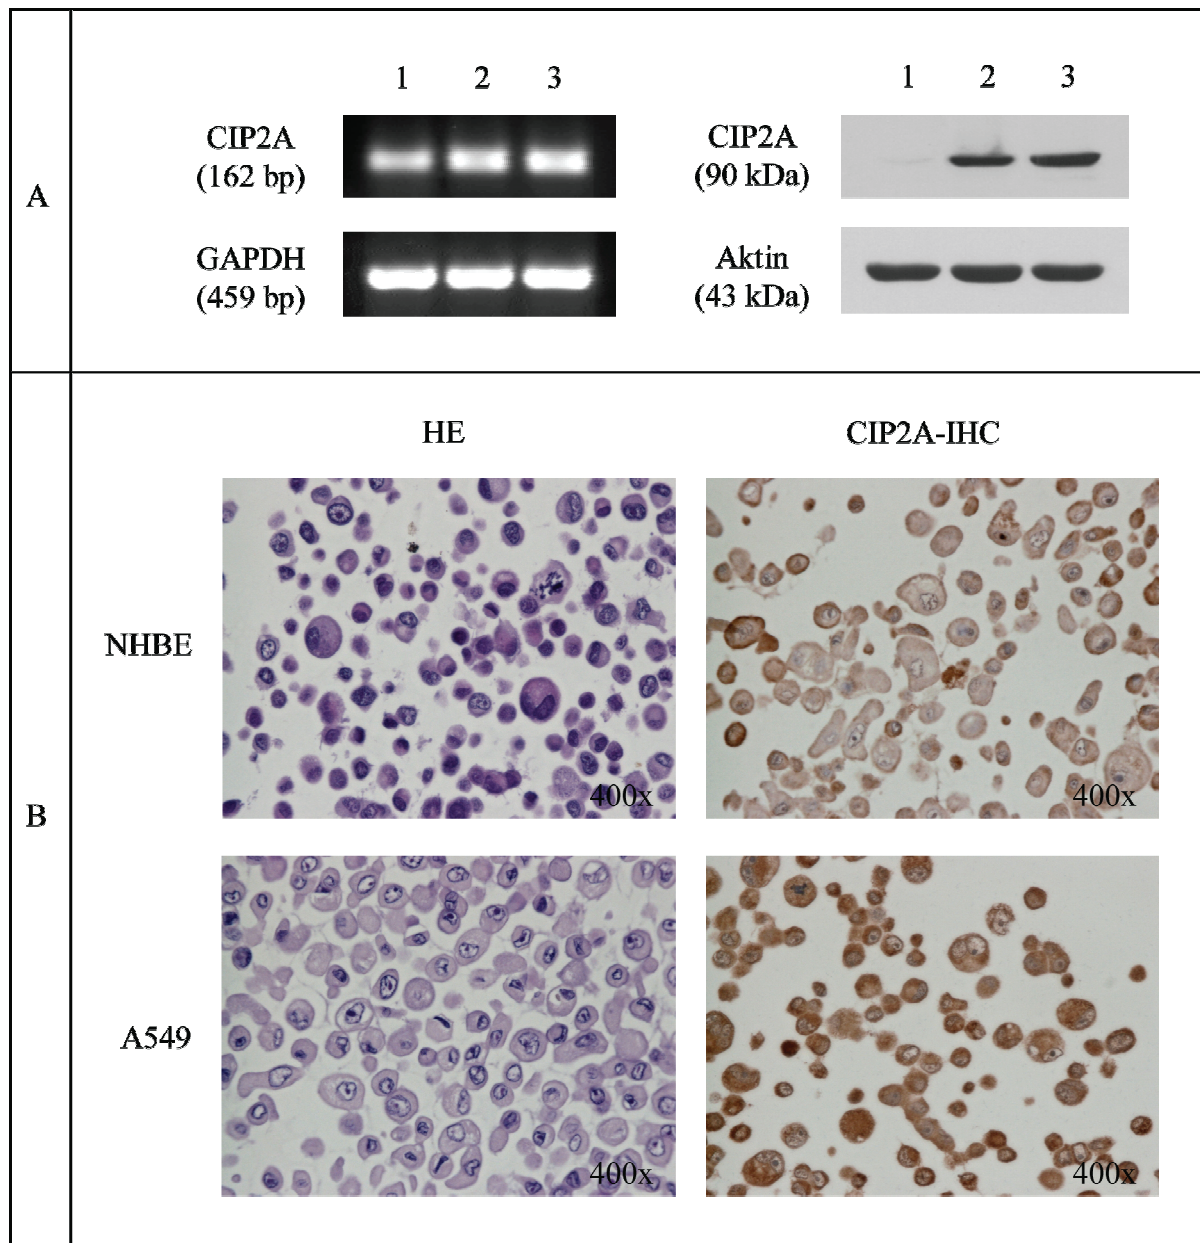 A
1 2 3
CIP2A
(162 bp)
GAPDH
(459 bp)
1 2 3
CIP2A
(90 kDa)
Aktin
(43 kDa)
B
HE
CIP2A-IHC
NHBE
400x
400x
A549
400x
400x